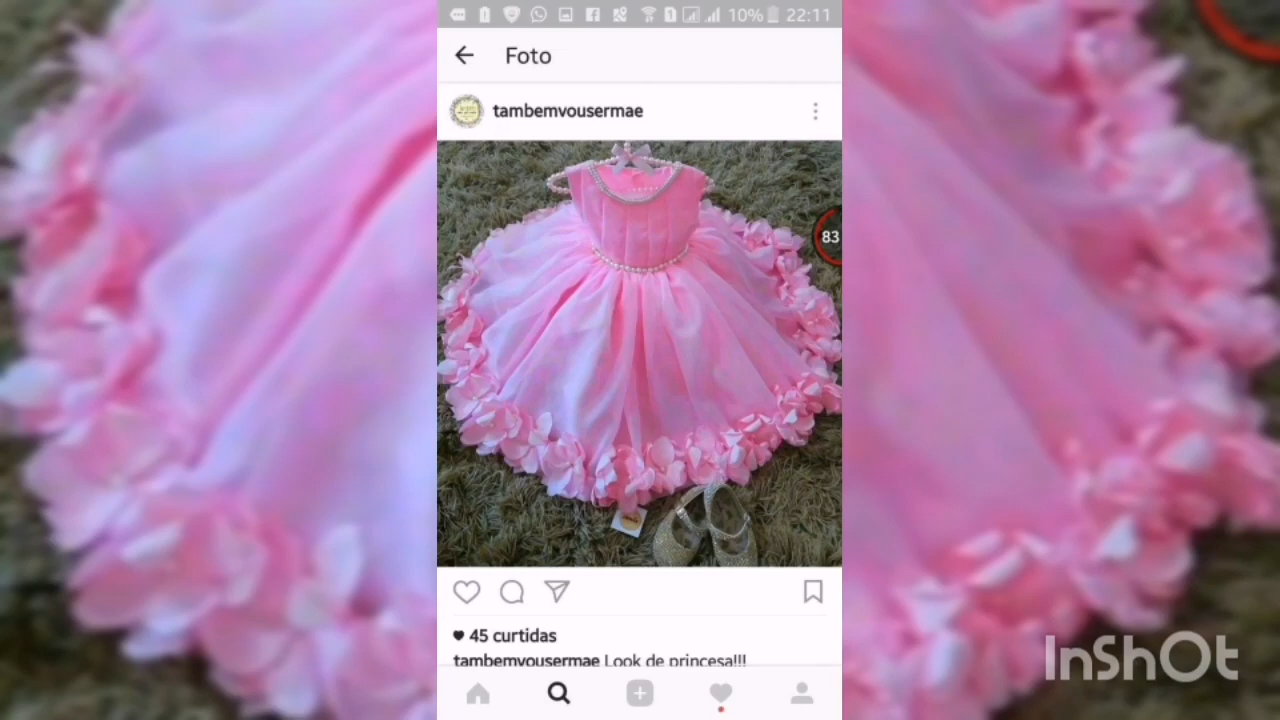 10% 22:11
Foto
tambemvousermae
83
45 curtidas
tambemvousermae Look de princesa!!!
InShOt